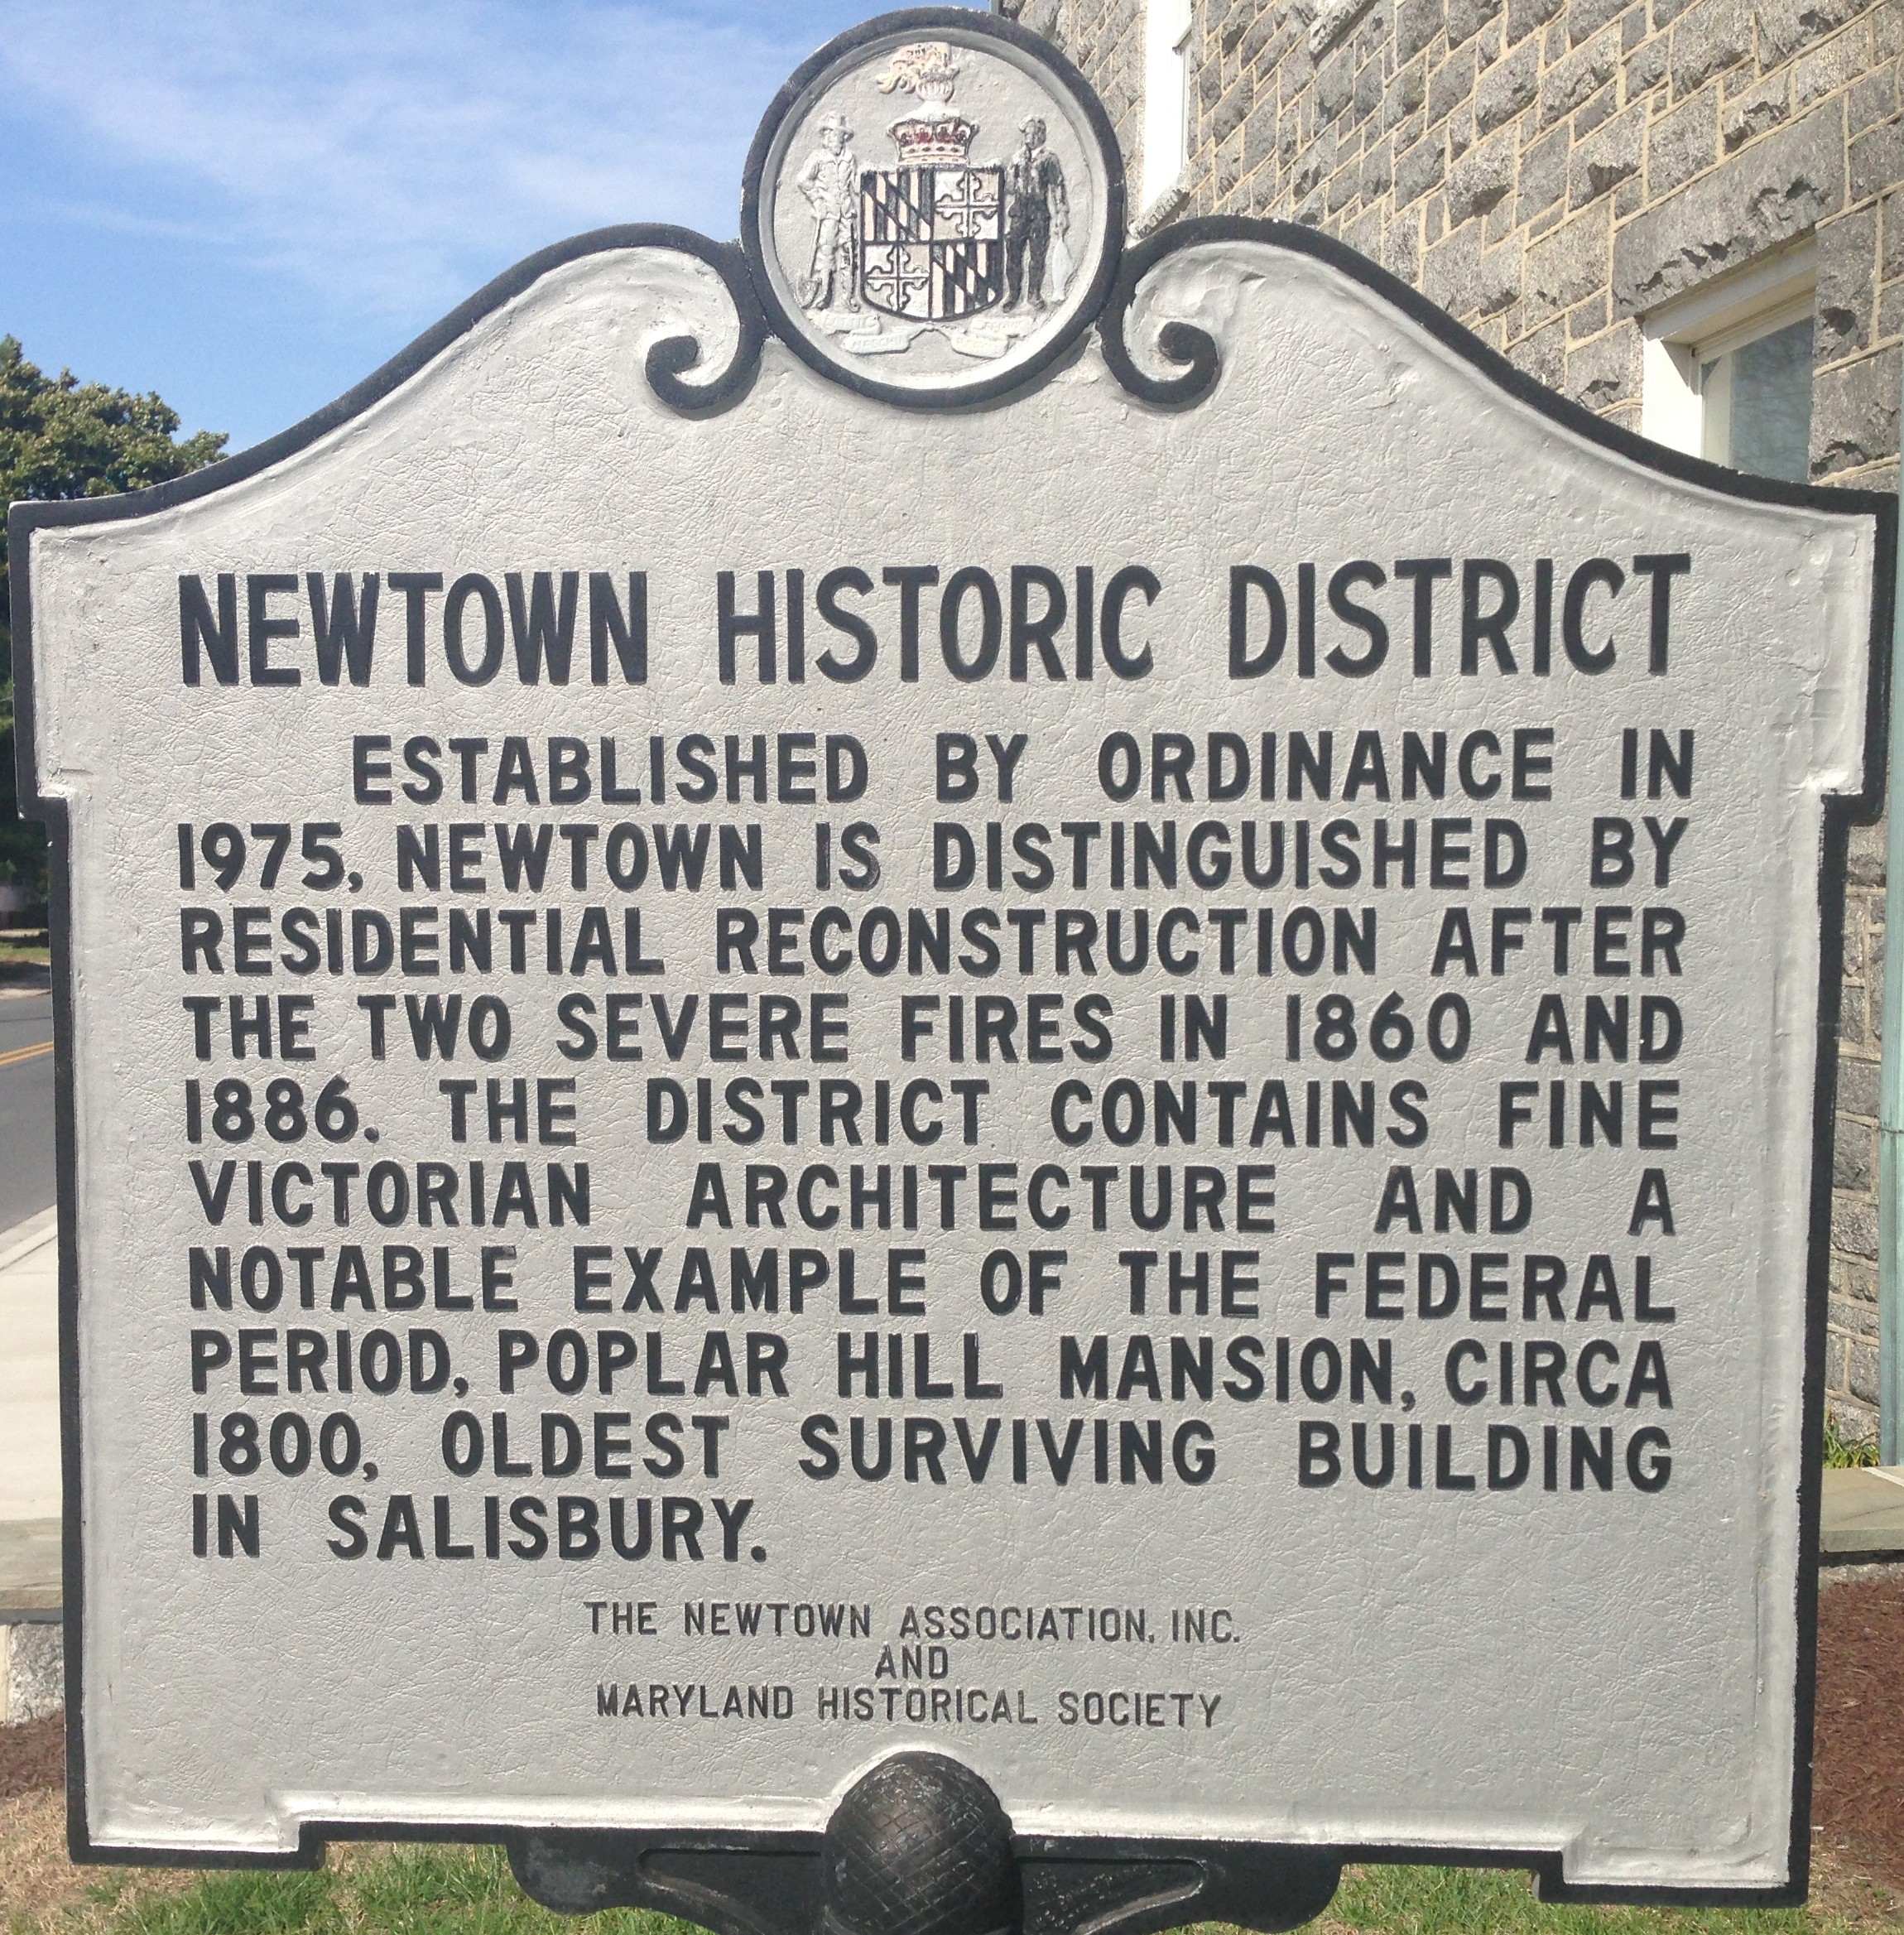 NEWTOWN HISTORIC DISTRICT
ESTABLISHED BY ORDINANCE IN
1975, NEWTOWN IS DISTINGUISHED BY
RESIDENTIAL RECONSTRUCTION AFTER
THE TWO SEVERE FIRES IN 1860 AND
1886. THE DISTRICT CONTAINS FINE
VICTORIAN ARCHITECTURE AND A
NOTABLE EXAMPLE OF THE FEDERAL
PERIOD, POPLAR HILL MANSION, CIRCA
1800, OLDEST SURVIVING BUILDING
IN SALISBURY.
THE NEWTOWN ASSOCIATION, INC.
AND
MARYLAND HISTORICAL SOCIETY